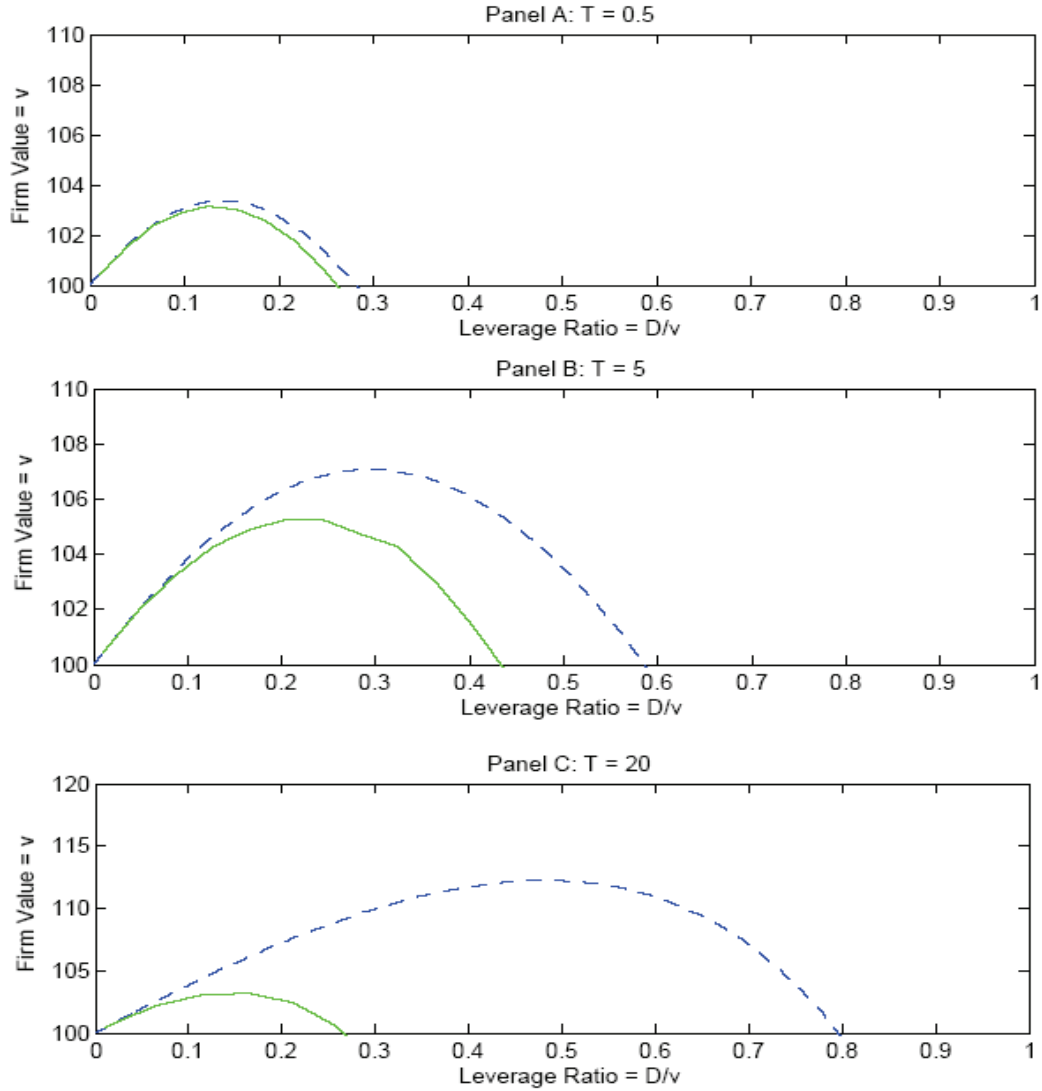 Panel A: T = 0.5
110
108
106
104
102
100
Firm Value = v
0 0.1 0.2 0.3 0.4 0.5 0.6 0.7 0.8 0.9 1
Leverage Ratio = D/v
Panel B: T = 5
110
108
106
104
102
100
Firm Value = v
0 0.1 0.2 0.3 0.4 0.5 0.6 0.7 0.8 0.9 1
Leverage Ratio = D/v
Panel C: T = 20
120
115
110
105
100
Firm Value = v
0 0.1 0.2 0.3 0.4 0.5 0.6 0.7 0.8 0.9 1
Leverage Ratio = D/v